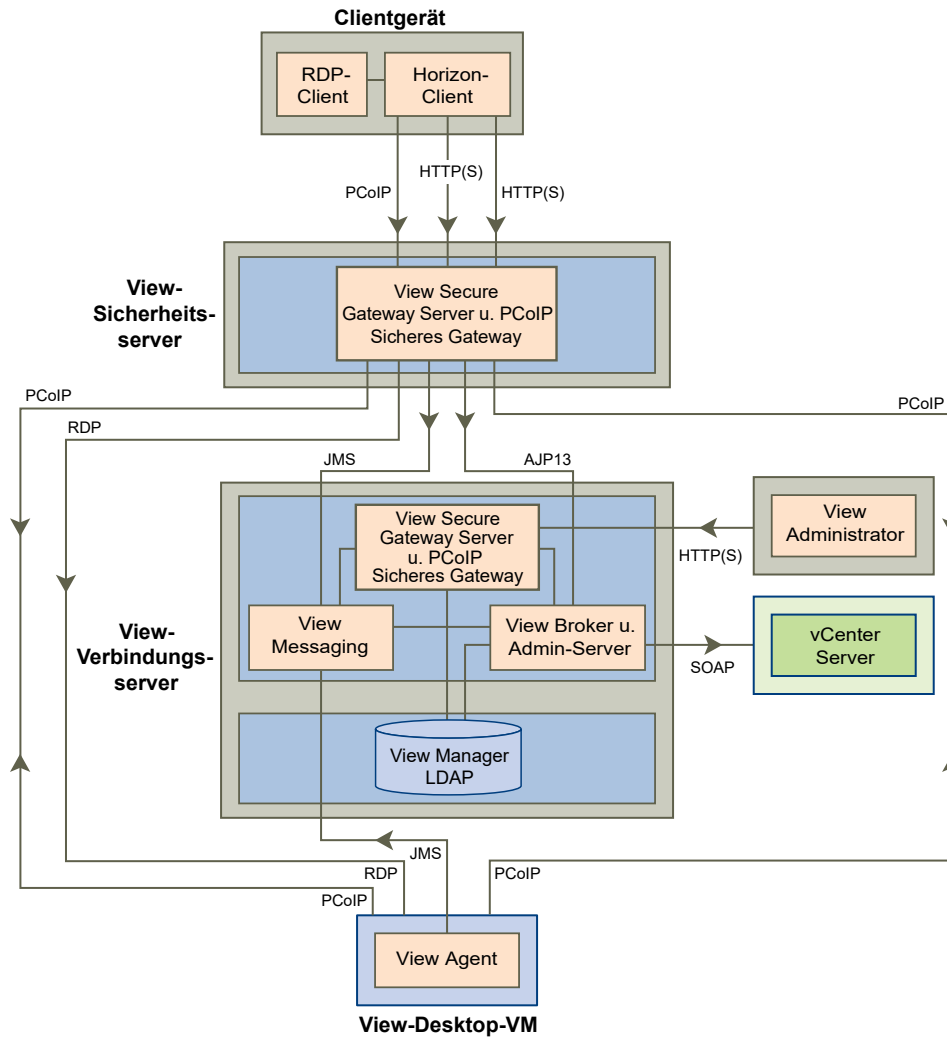 Clientgerät
RDP-
Client
Horizon-
Client
PCoIP
HTTP(S)
HTTP(S)
View-
Sicherheits-
server
View Secure
Gateway Server u. PCoIP
Sicheres Gateway
PCoIP
RDP
JMS
AJP13
PCoIP
View-
Verbindungs-
server
View Secure
Gateway Server
u. PCoIP
Sicheres Gateway
HTTP(S)
View
Administrator
View
Messaging
View Broker u.
Admin-Server
SOAP
vCenter
Server
View Manager
LDAP
JMS
RDP
PCoIP
PCoIP
View Agent
View-Desktop-VM